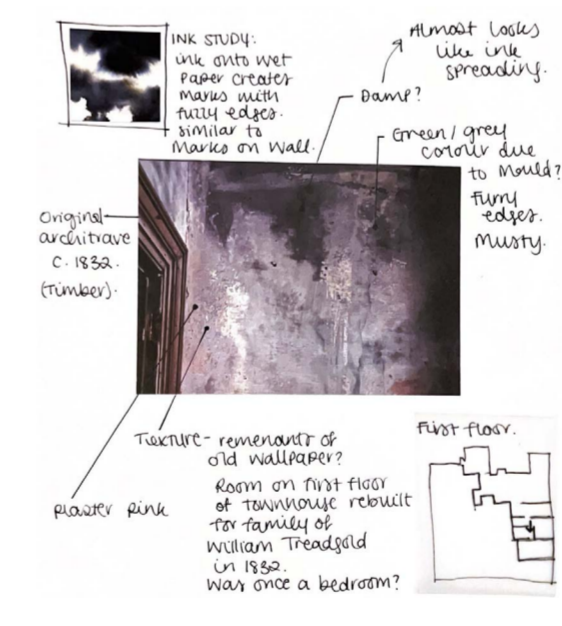 INK STUDY:
ink onto wet
paper creates
marks with
fuzzy edges.
similar to
Marks on Wall.
Almost looks
like ink
spreading.
Damp?
Green/grey
colour due
to Mould?
Furry
edges.
Musty.
Original
architrave
c. 1832.
(Timber).
Texture - remenants of
old wallpaper?
plaster pink
Room on first floor
of townhouse rebuilt
for family of
William Treadgold
in 1832.
Was once a bedroom?
First floor.